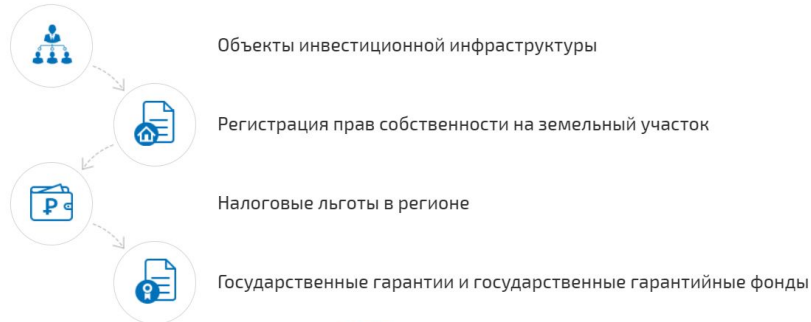 Объекты инвестиционной инфраструктуры
Регистрация прав собственности на земельный участок
Налоговые льготы в регионе
Государственные гарантии и государственные гарантийные фонды